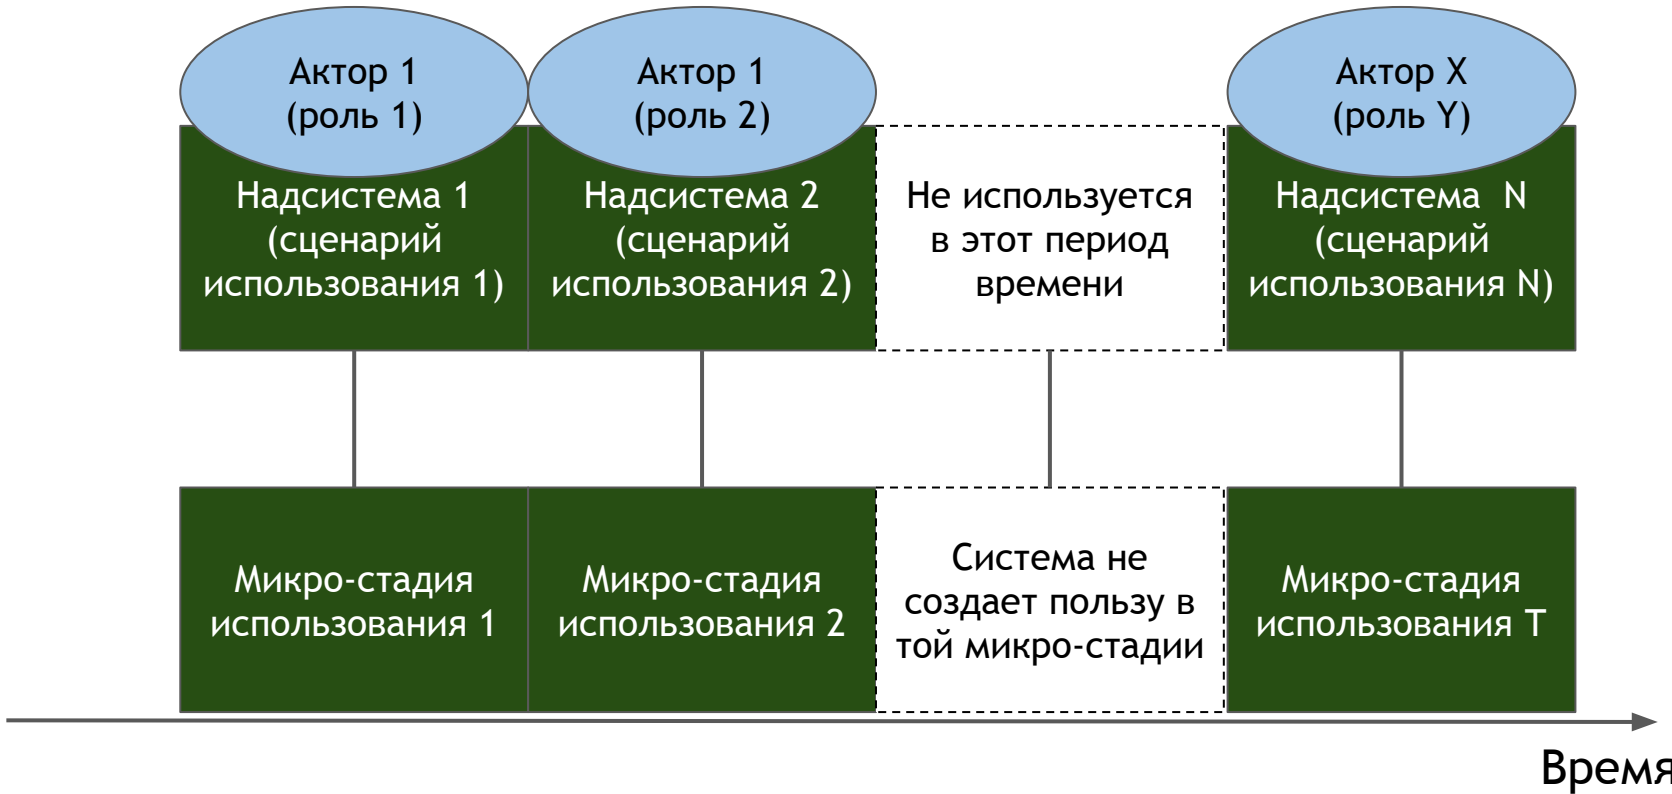 Актор 1
(роль 1)
Актор 1
(роль 2)
Актор X
(роль Y)
Надсистема 1
(сценарий
использования 1)
Надсистема 2
(сценарий
использования 2)
Не используется
в этот период
времени
Надсистема N
(сценарий
использования N)
Микро-стадия
использования 1
Микро-стадия
использования 2
Система не
создает пользу в
той микро-стадии
Микро-стадия
использования T
Время